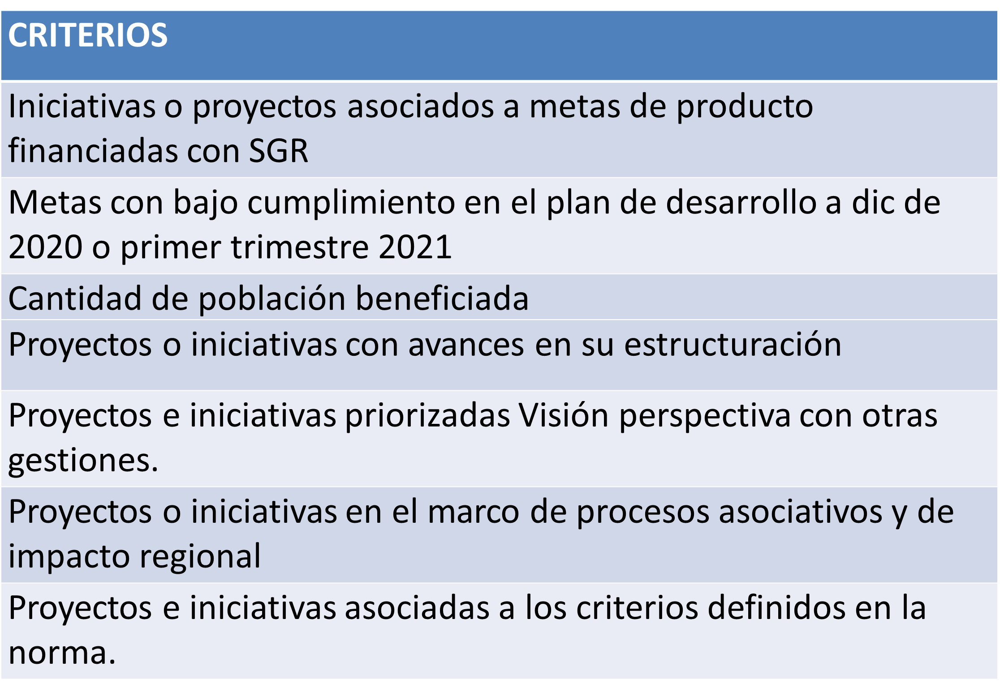 CRITERIOS
Iniciativas o proyectos asociados a metas de producto
financiadas con SGR
Metas con bajo cumplimiento en el plan de desarrollo a dic de
2020 o primer trimestre 2021
Cantidad de población beneficiada
Proyectos o iniciativas con avances en su estructuración
Proyectos e iniciativas priorizadas Visión perspectiva con otras
gestiones.
Proyectos o iniciativas en el marco de procesos asociativos y de
impacto regional
Proyectos e iniciativas asociadas a los criterios definidos en la
norma.